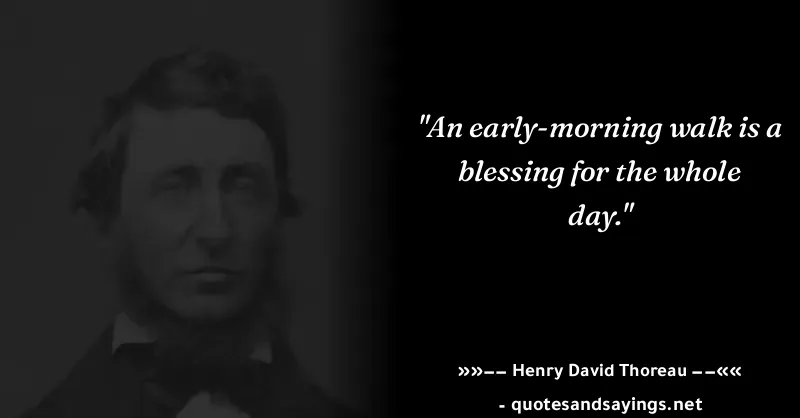 "An early-morning walk is a
blessing for the whole
day."
»»−− Henry David Thoreau −−««
- quotesandsayings.net